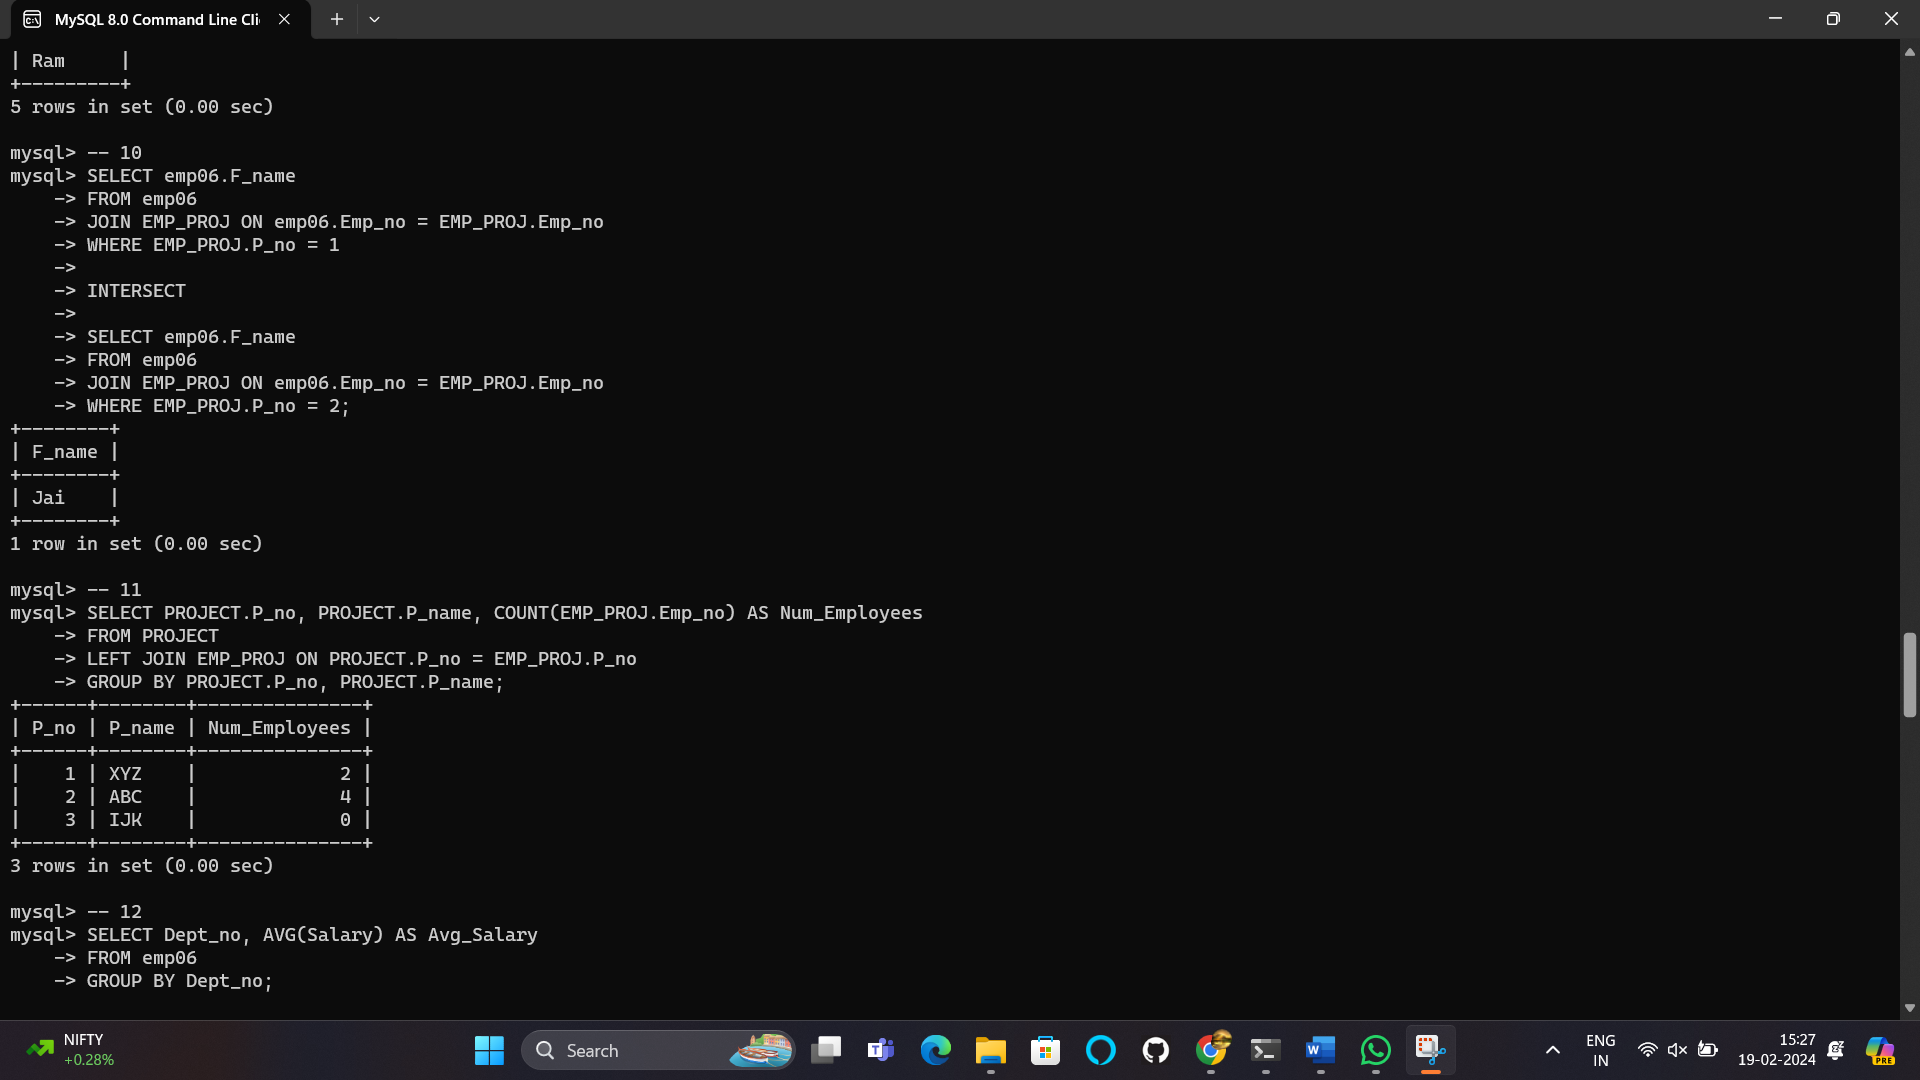 MySQL 8.0 Command Line Cli
| Ram     |
+---------+
5 rows in set (0.00 sec)
mysql> -- 10
mysql> SELECT emp06.F_name
    -> FROM emp06
    -> JOIN EMP_PROJ ON emp06.Emp_no = EMP_PROJ.Emp_no
    -> WHERE EMP_PROJ.P_no = 1
    ->
    -> INTERSECT
    ->
    -> SELECT emp06.F_name
    -> FROM emp06
    -> JOIN EMP_PROJ ON emp06.Emp_no = EMP_PROJ.Emp_no
    -> WHERE EMP_PROJ.P_no = 2;
+--------+
| F_name |
+--------+
| Jai    |
+--------+
1 row in set (0.00 sec)
mysql> -- 11
mysql> SELECT PROJECT.P_no, PROJECT.P_name, COUNT(EMP_PROJ.Emp_no) AS Num_Employees
    -> FROM PROJECT
    -> LEFT JOIN EMP_PROJ ON PROJECT.P_no = EMP_PROJ.P_no
    -> GROUP BY PROJECT.P_no, PROJECT.P_name;
+------+--------+---------------+
| P_no | P_name | Num_Employees |
+------+--------+---------------+
|    1 | XYZ    |             2 |
|    2 | ABC    |             4 |
|    3 | IJK    |             0 |
+------+--------+---------------+
3 rows in set (0.00 sec)
mysql> -- 12
mysql> SELECT Dept_no, AVG(Salary) AS Avg_Salary
    -> FROM emp06
    -> GROUP BY Dept_no;
NIFTY
+0.28%
Search
ENG
IN
15:27
19-02-2024
PRE